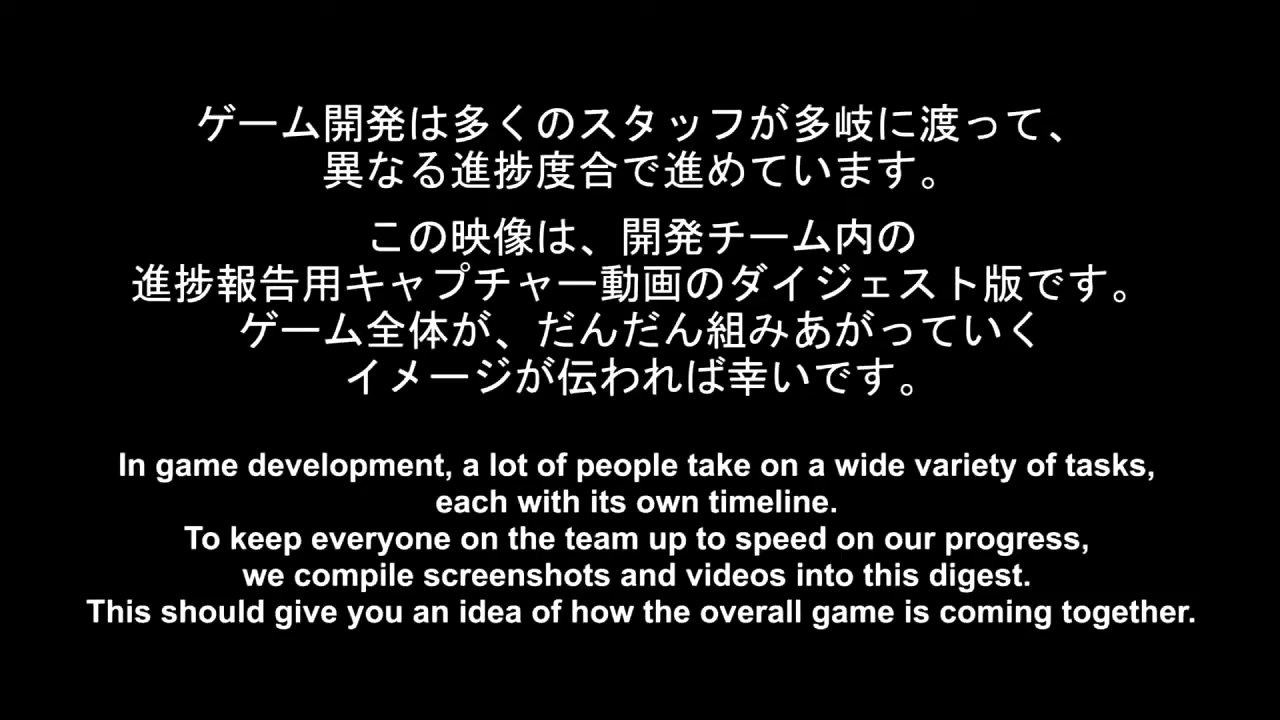 ゲーム開発は多くのスタッフが多岐に渡って、
異なる進捗度合で進めています。
この映像は、開発チーム内の
進捗報告用キャプチャー動画のダイジェスト版です。
ゲーム全体が、だんだん組みあがっていく
イメージが伝われば幸いです。
In game development, a lot of people take on a wide variety of tasks,
each with its own timeline.
To keep everyone on the team up to speed on our progress,
we compile screenshots and videos into this digest.
This should give you an idea of how the overall game is coming together.